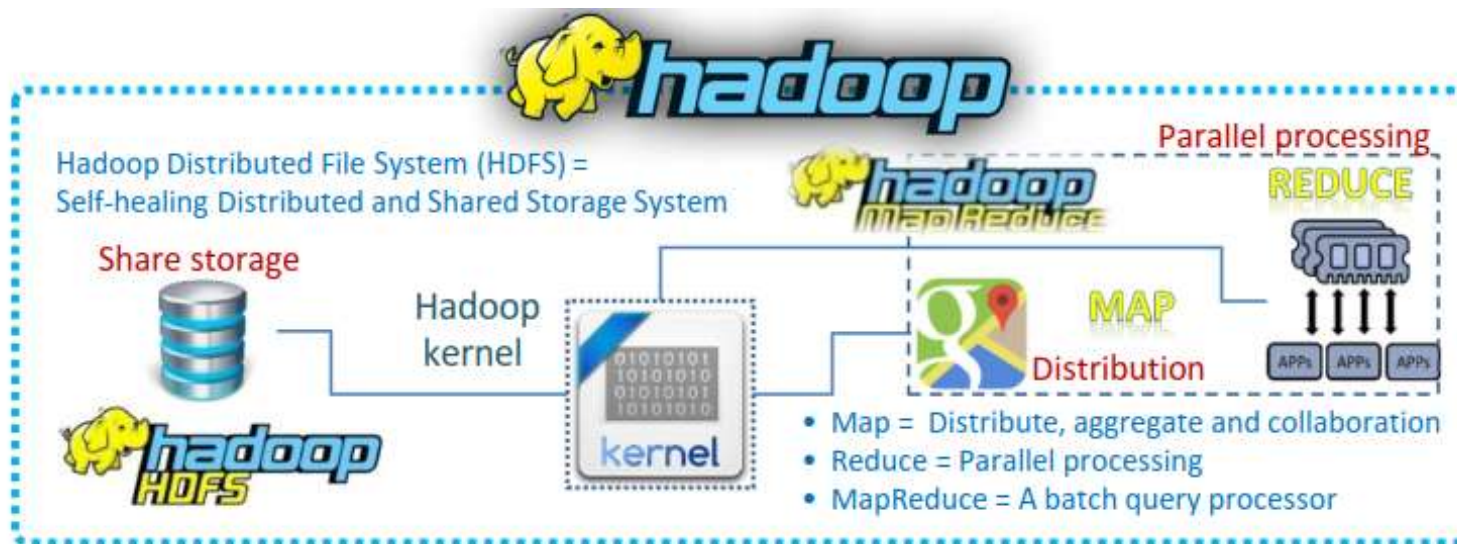 hadoop
Parallel processing
Hadoop Distributed File System (HDFS) =
Self-healing Distributed and Shared Storage System
hadoop
Map Reduce
REDUCE
Share storage
Hadoop
kernel
MAP
Distribution
APPs APPs APPs
01010101
10101010
01010101
10101010
kernel
hadoop
HDFS
• Map = Distribute, aggregate and collaboration
• Reduce = Parallel processing
• MapReduce = A batch query processor